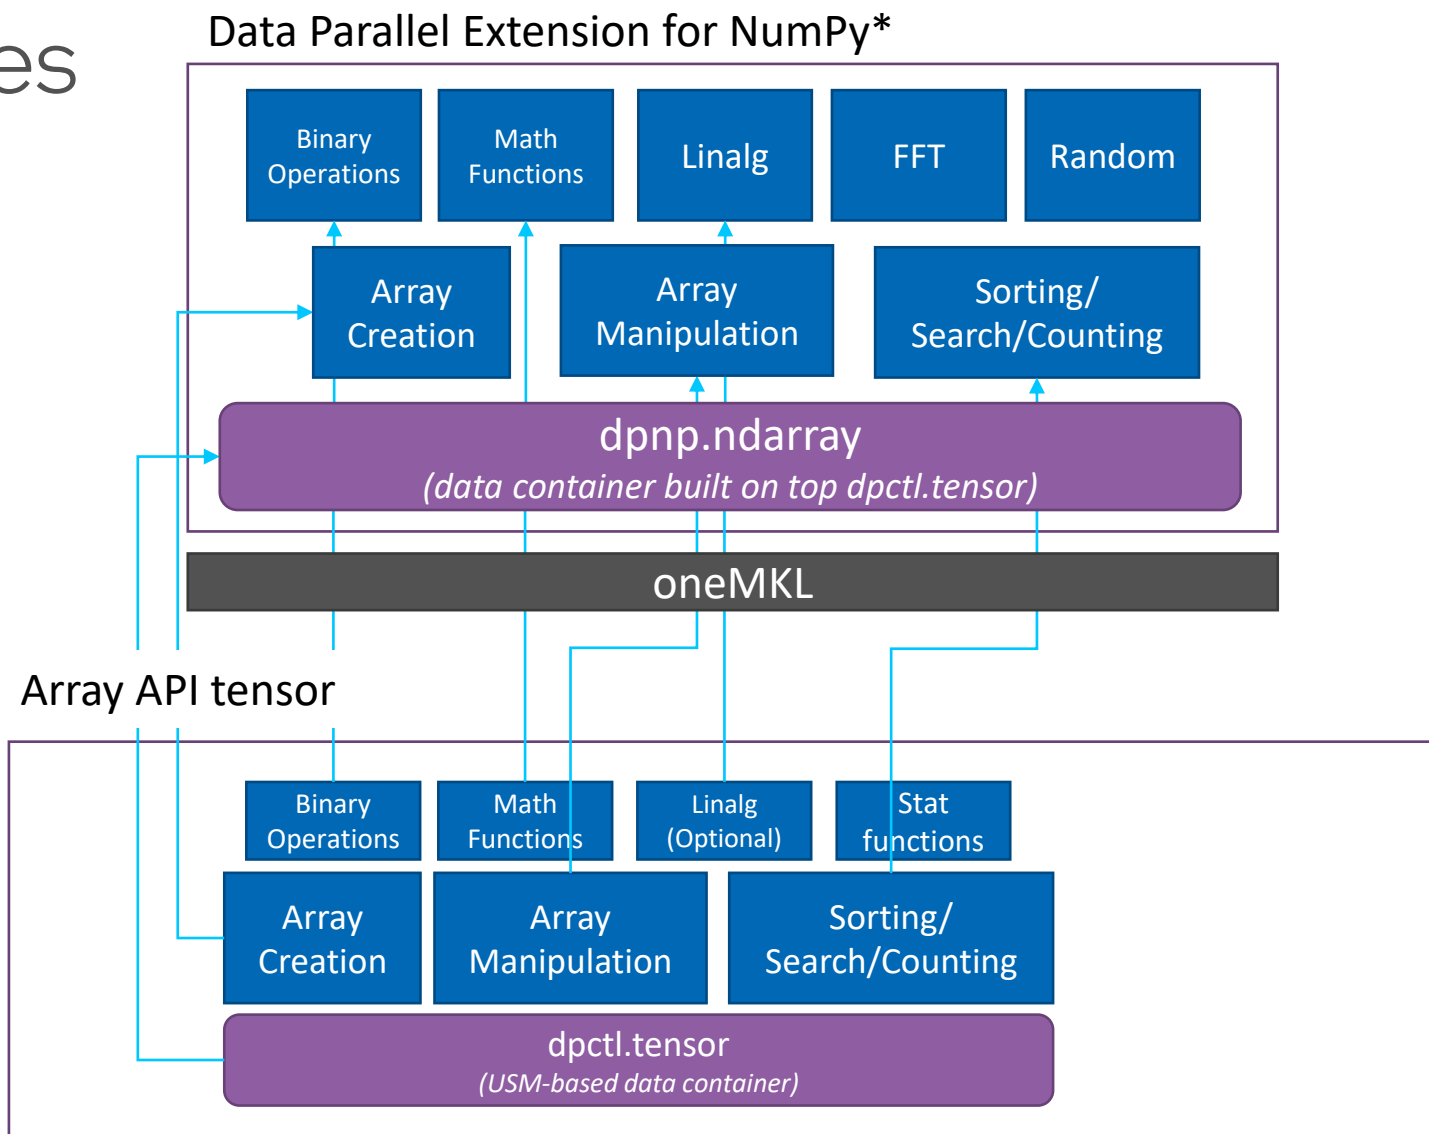 es
Data Parallel Extension for NumPy*
Binary
Operations
Math
Functions
Linalg
FFT
Random
Array
Creation
Array
Manipulation
Sorting/
Search/Counting
dpnp.ndarray
(data container built on top dpctl.tensor)
oneMKL
Array API tensor
Binary
Operations
Math
Functions
Linalg
(Optional)
Stat
functions
Array
Creation
Array
Manipulation
Sorting/
Search/Counting
dpctl.tensor
(USM-based data container)